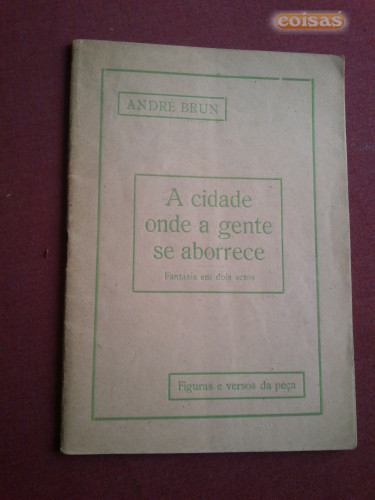 coisas
ANDRÉ BRUN
A cidade
onde a gente
se aborrece
Fantasia em dois actos
Figuras e versos da peça